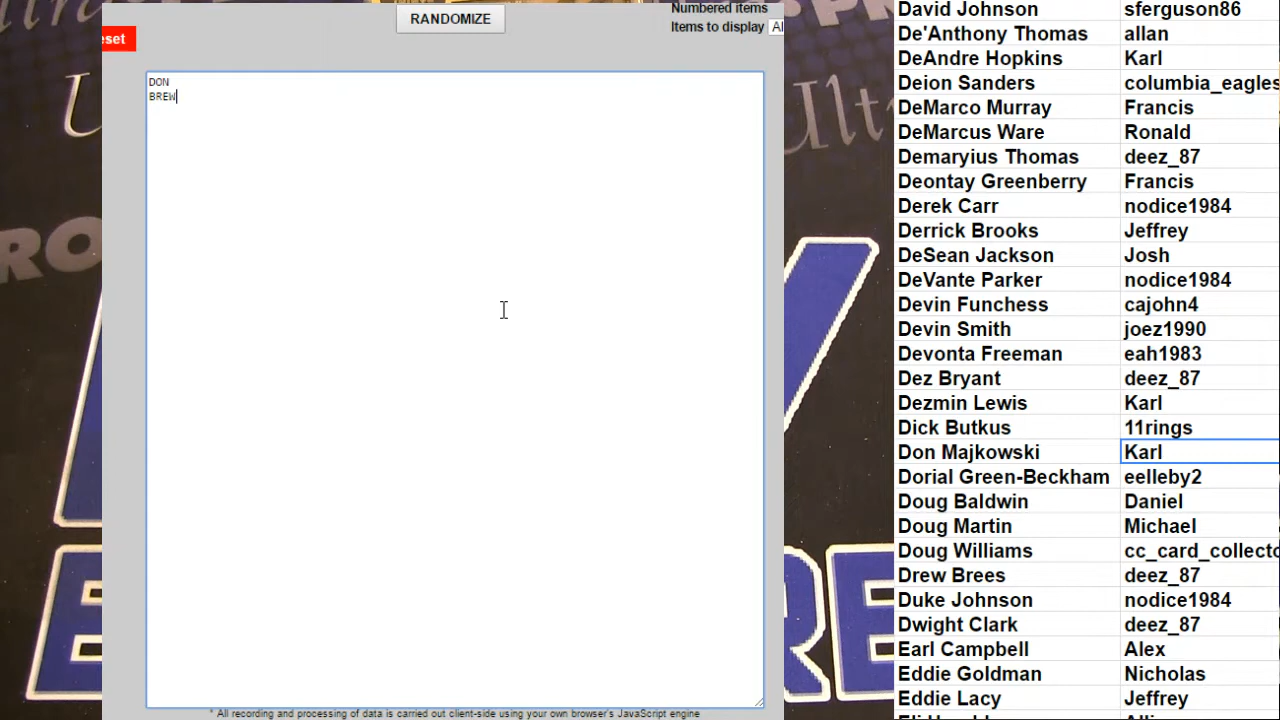 Numbered items
RANDOMIZE
Items to display
DON
BREW
* All recording and processing of data is carried out client-side using your own browser's JavaScript engine
David Johnson sferguson86
De'Anthony Thomas allan
DeAndre Hopkins Karl
Deion Sanders columbia_eagles
DeMarco Murray Francis
DeMarcus Ware Ronald
Demaryius Thomas deez_87
Deontay Greenberry Francis
Derek Carr nodice1984
Derrick Brooks Jeffrey
DeSean Jackson Josh
DeVante Parker nodice1984
Devin Funchess cajohn4
Devin Smith joez1990
Devonta Freeman eah1983
Dez Bryant deez_87
Dezmin Lewis Karl
Dick Butkus 11rings
Don Majkowski Karl
Dorial Green-Beckham eelleby2
Doug Baldwin Daniel
Doug Martin Michael
Doug Williams cc_card_collecto
Drew Brees deez_87
Duke Johnson nodice1984
Dwight Clark deez_87
Earl Campbell Alex
Eddie Goldman Nicholas
Eddie Lacy Jeffrey